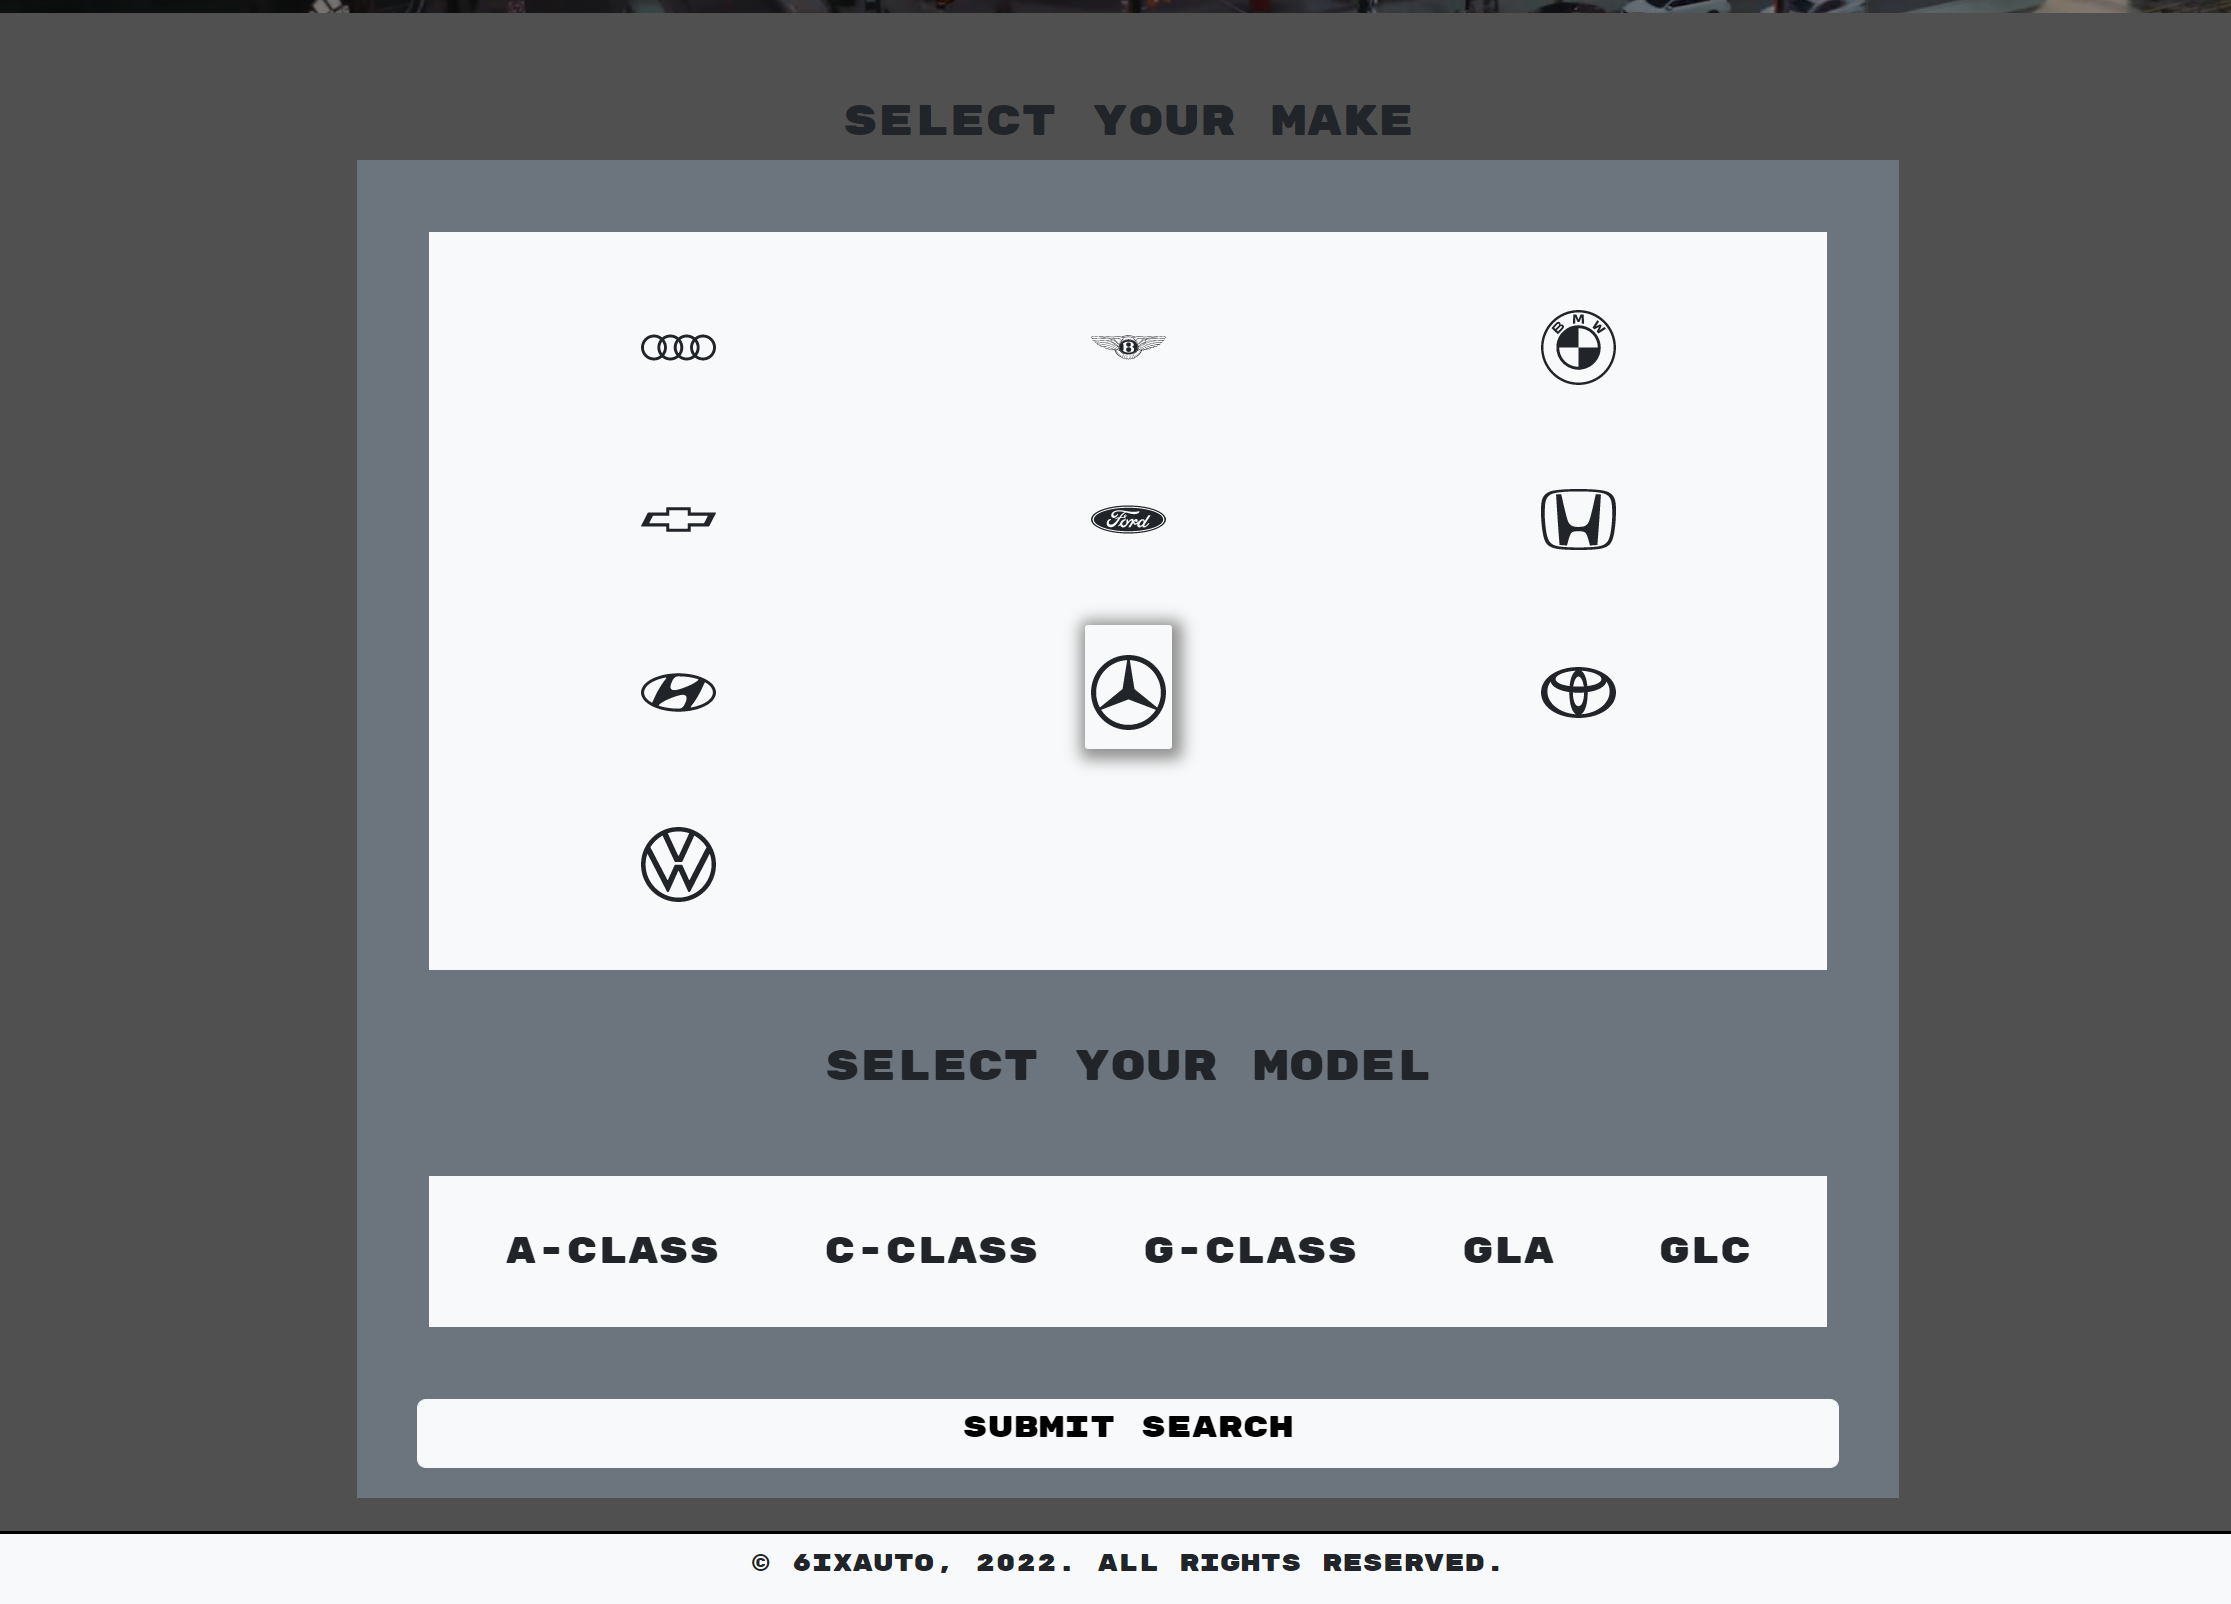 SELECT YOUR MAKE
BMW
Ford
SELECT YOUR MODEL
A-CLASS C-CLASS G-CLASS GLA GLC
SUBMIT SEARCH
© 6IXAUTO, 2022. ALL RIGHTS RESERVED.